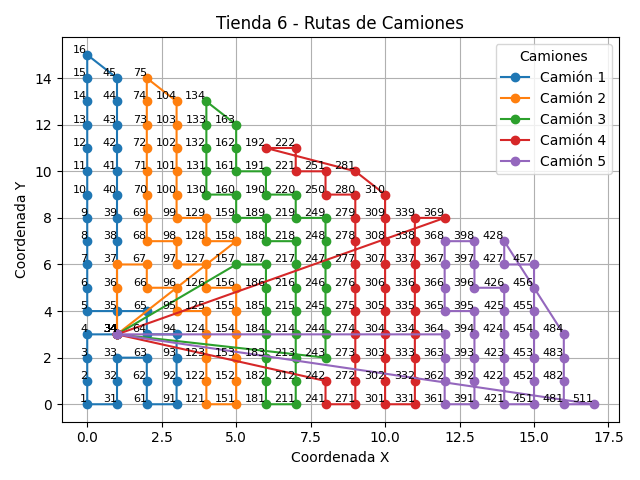 Tienda 6 - Rutas de Camiones
Camiones
Camión 1
Camión 2
Camión 3
Camión 4
Camión 5
Coordenada Y
14
12
10
8
6
4
2
0
16
15 45 75
14 44 74 104 134
13 43 73 103 133 163
12 42 72 102 132 162 192 222
11 41 71 101 131 161 191 221 251 281
10 40 70 100 130 160 190 220 250 280 310
9 39 69 99 129 159 189 219 249 279 309 339 369
8 38 68 98 128 158 188 218 248 278 308 338 368 398 428
7 37 67 97 127 157 187 217 247 277 307 337 367 397 427 457
6 36 66 96 126 156 186 216 246 276 306 336 366 396 426 456
5 35 65 95 125 155 185 215 245 275 305 335 365 395 425 455
4 34 64 94 124 154 184 214 244 274 304 334 364 394 424 454 484
3 33 63 93 123 153 183 213 243 273 303 333 363 393 423 453 483
2 32 62 92 122 152 182 212 242 272 302 332 362 392 422 452 482
1 31 61 91 121 151 181 211 241 271 301 331 361 391 421 451 481 511
0.0 2.5 5.0 7.5 10.0 12.5 15.0 17.5
Coordenada X